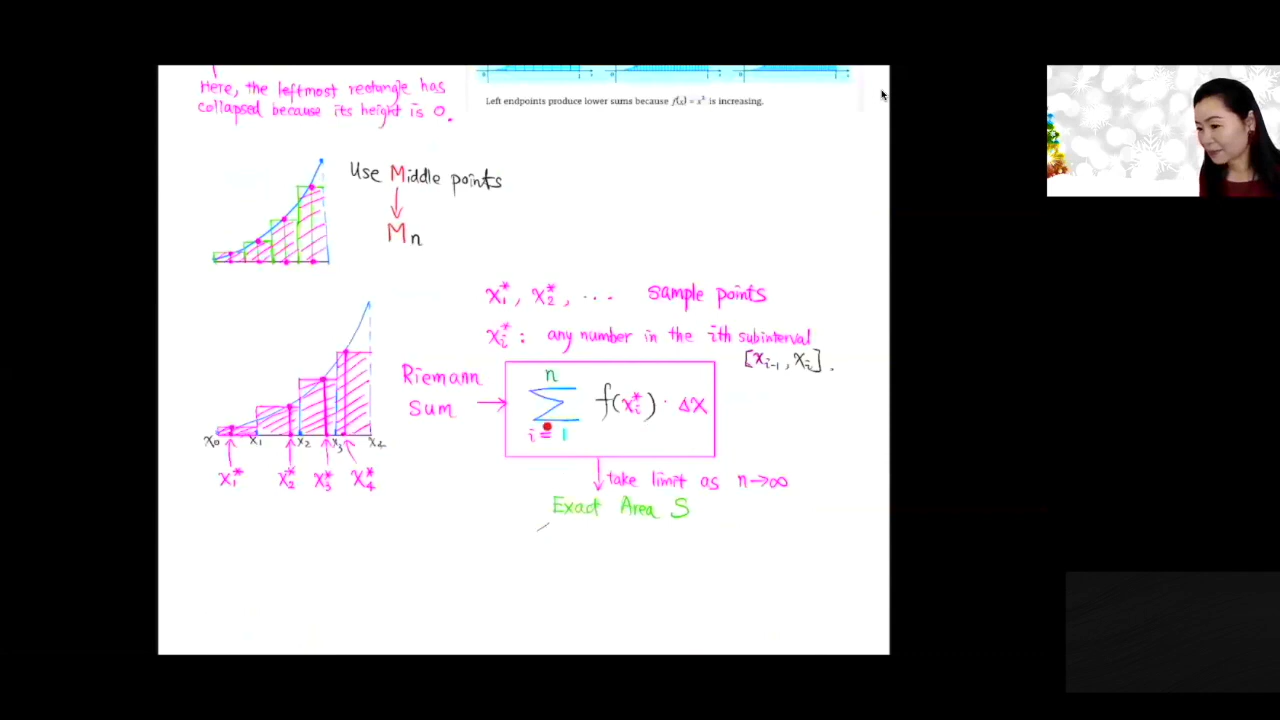 Here, the leftmost rectangle has
collapsed because its height is 0.
Left endpoints produce lower sums because f(x) = x² is increasing.
Use Middle points
Mn
x₁*, x₂*, ... sample points
xᵢ*: any number in the ith subinterval
[xᵢ₋₁, xᵢ].
Riemann
Sum
n
Σ f(xᵢ*) · Δx
i = 1
x₀ x₁ x₂ x₃ x₄
x₁* x₂* x₃* x₄*
take limit as n→∞
Exact Area S